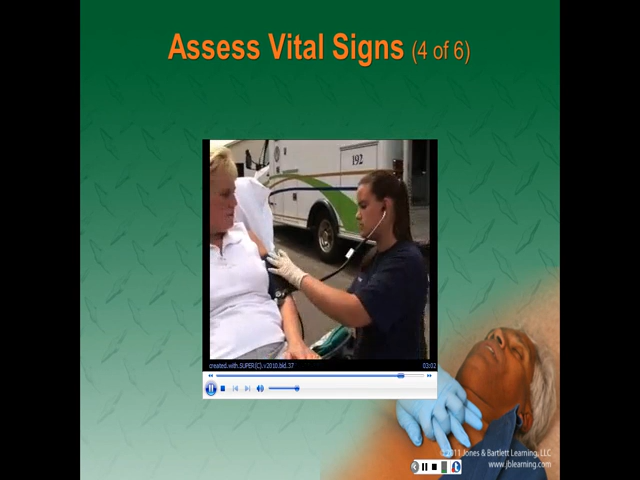 Assess Vital Signs (4 of 6)
192
created.with.SUPER(C).v2010.bld.37 03:02
© 2011 Jones & Bartlett Learning, LLC
www.jblearning.com